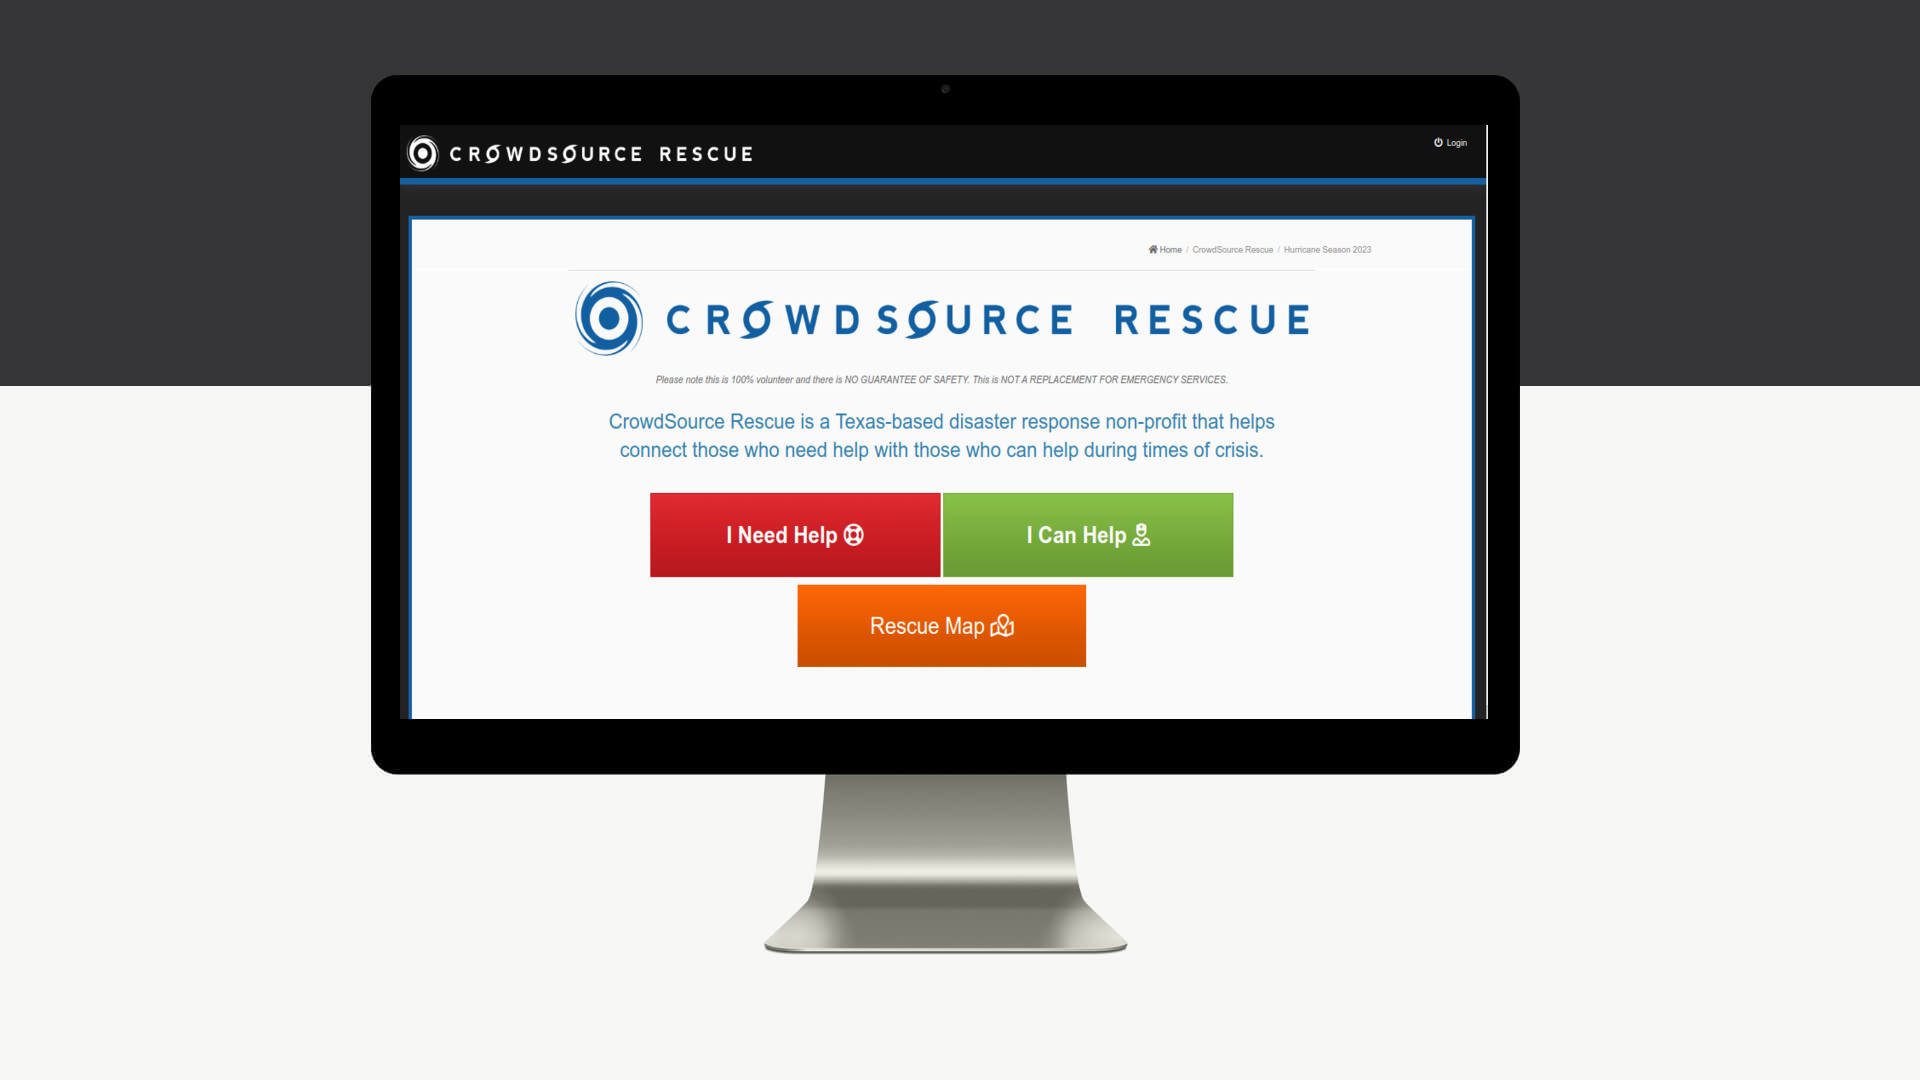 CROWDSOURCE RESCUE
Login
Home / CrowdSource Rescue / Hurricane Season 2023
CROWDSOURCE RESCUE
Please note this is 100% volunteer and there is NO GUARANTEE OF SAFETY. This is NOT A REPLACEMENT FOR EMERGENCY SERVICES.
CrowdSource Rescue is a Texas-based disaster response non-profit that helps
connect those who need help with those who can help during times of crisis.
I Need Help
I Can Help
Rescue Map